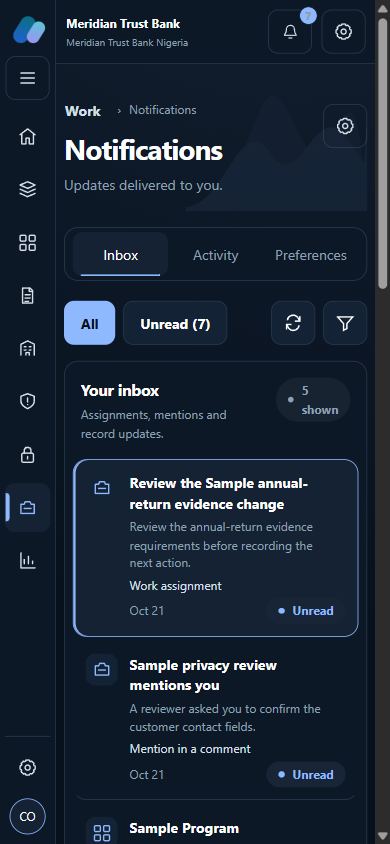 Meridian Trust Bank
Meridian Trust Bank Nigeria
7
Work › Notifications
Notifications
Updates delivered to you.
Inbox Activity Preferences
All Unread (7)
Your inbox
5 shown
Assignments, mentions and
record updates.
Review the Sample annual-
return evidence change
Review the annual-return evidence
requirements before recording the
next action.
Work assignment
Oct 21 Unread
Sample privacy review
mentions you
A reviewer asked you to confirm the
customer contact fields.
Mention in a comment
Oct 21 Unread
Sample Program
CO